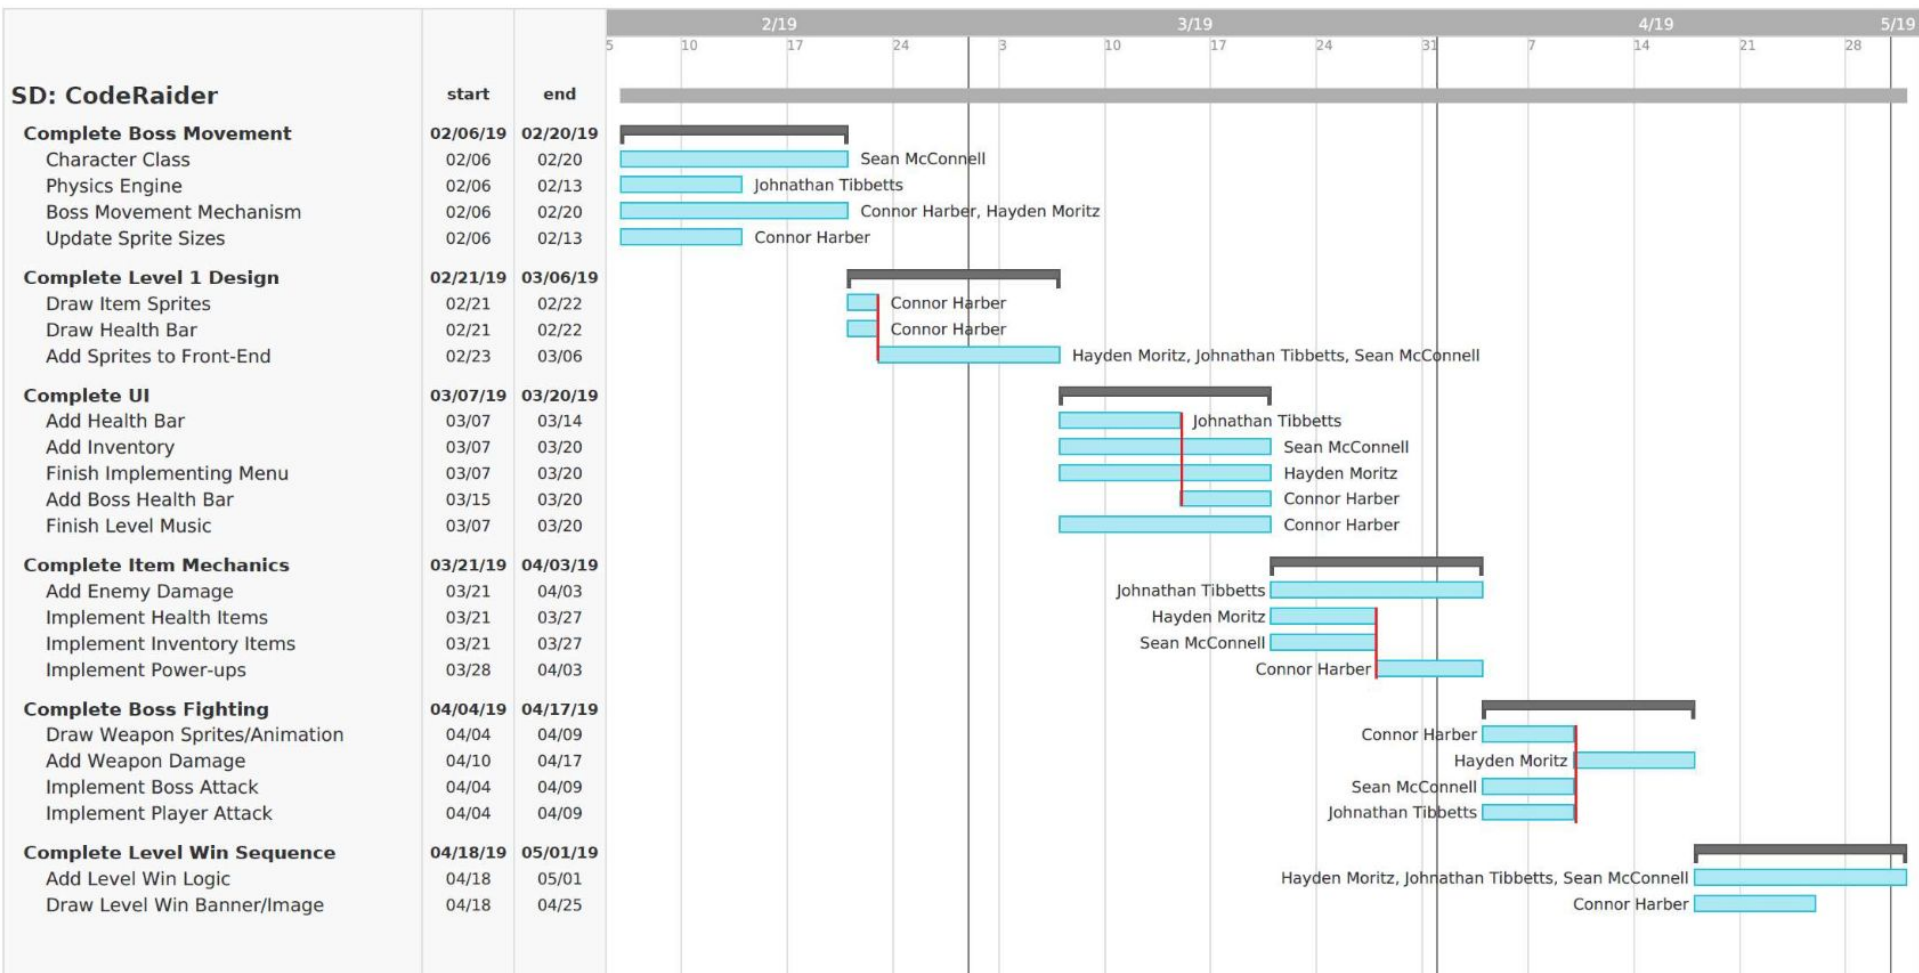 2/19 3/19 4/19 5/19
5 10 17 24 3 10 17 24 31 7 14 21 28
SD: CodeRaider start end
Complete Boss Movement 02/06/19 02/20/19
Character Class 02/06 02/20 Sean McConnell
Physics Engine 02/06 02/13 Johnathan Tibbetts
Boss Movement Mechanism 02/06 02/20 Connor Harber, Hayden Moritz
Update Sprite Sizes 02/06 02/13 Connor Harber
Complete Level 1 Design 02/21/19 03/06/19
Draw Item Sprites 02/21 02/22 Connor Harber
Draw Health Bar 02/21 02/22 Connor Harber
Add Sprites to Front-End 02/23 03/06 Hayden Moritz, Johnathan Tibbetts, Sean McConnell
Complete UI 03/07/19 03/20/19
Add Health Bar 03/07 03/14 Johnathan Tibbetts
Add Inventory 03/07 03/20 Sean McConnell
Finish Implementing Menu 03/07 03/20 Hayden Moritz
Add Boss Health Bar 03/15 03/20 Connor Harber
Finish Level Music 03/07 03/20 Connor Harber
Complete Item Mechanics 03/21/19 04/03/19
Add Enemy Damage 03/21 04/03 Johnathan Tibbetts
Implement Health Items 03/21 03/27 Hayden Moritz
Implement Inventory Items 03/21 03/27 Sean McConnell
Implement Power-ups 03/28 04/03 Connor Harber
Complete Boss Fighting 04/04/19 04/17/19
Draw Weapon Sprites/Animation 04/04 04/09 Connor Harber
Add Weapon Damage 04/10 04/17 Hayden Moritz
Implement Boss Attack 04/04 04/09 Sean McConnell
Implement Player Attack 04/04 04/09 Johnathan Tibbetts
Complete Level Win Sequence 04/18/19 05/01/19
Add Level Win Logic 04/18 05/01 Hayden Moritz, Johnathan Tibbetts, Sean McConnell
Draw Level Win Banner/Image 04/18 04/25 Connor Harber